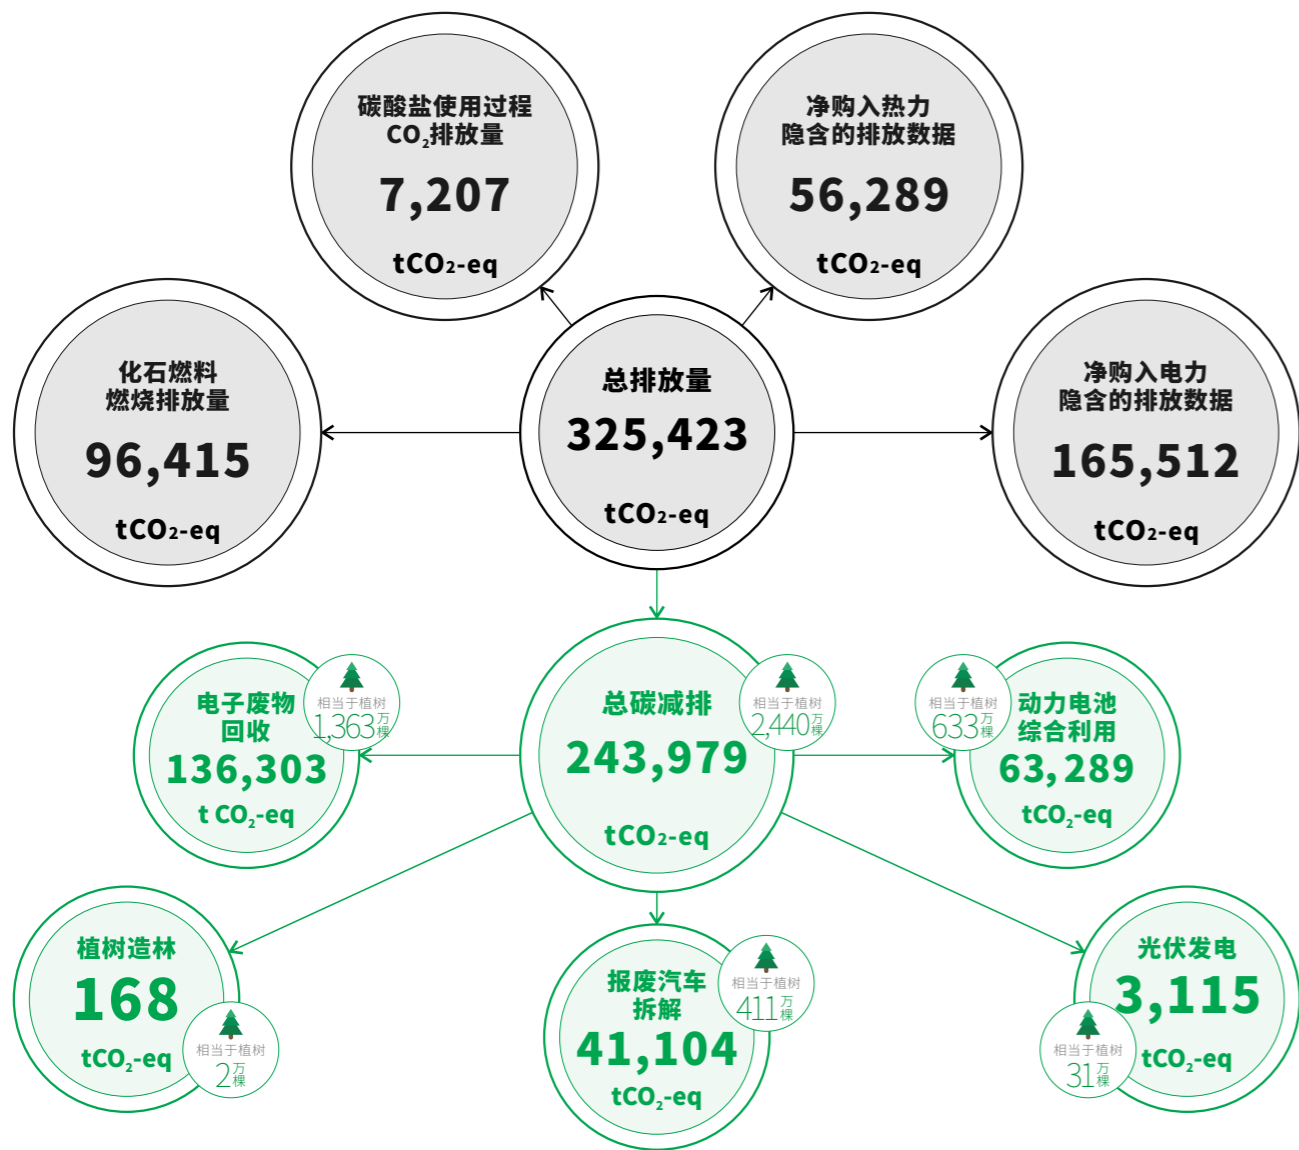 碳酸盐使用过程
CO₂排放量
7,207
tCO₂-eq
净购入热力
隐含的排放数据
56,289
tCO₂-eq
化石燃料
燃烧排放量
96,415
tCO₂-eq
总排放量
325,423
tCO₂-eq
净购入电力
隐含的排放数据
165,512
tCO₂-eq
电子废物
回收
136,303
t CO₂-eq
相当于植树
1,363万棵
总碳减排
243,979
tCO₂-eq
相当于植树
2,440万棵
相当于植树
633万棵
动力电池
综合利用
63,289
tCO₂-eq
植树造林
168
tCO₂-eq
相当于植树
2万棵
报废汽车
拆解
41,104
tCO₂-eq
相当于植树
411万棵
光伏发电
3,115
tCO₂-eq
相当于植树
31万棵